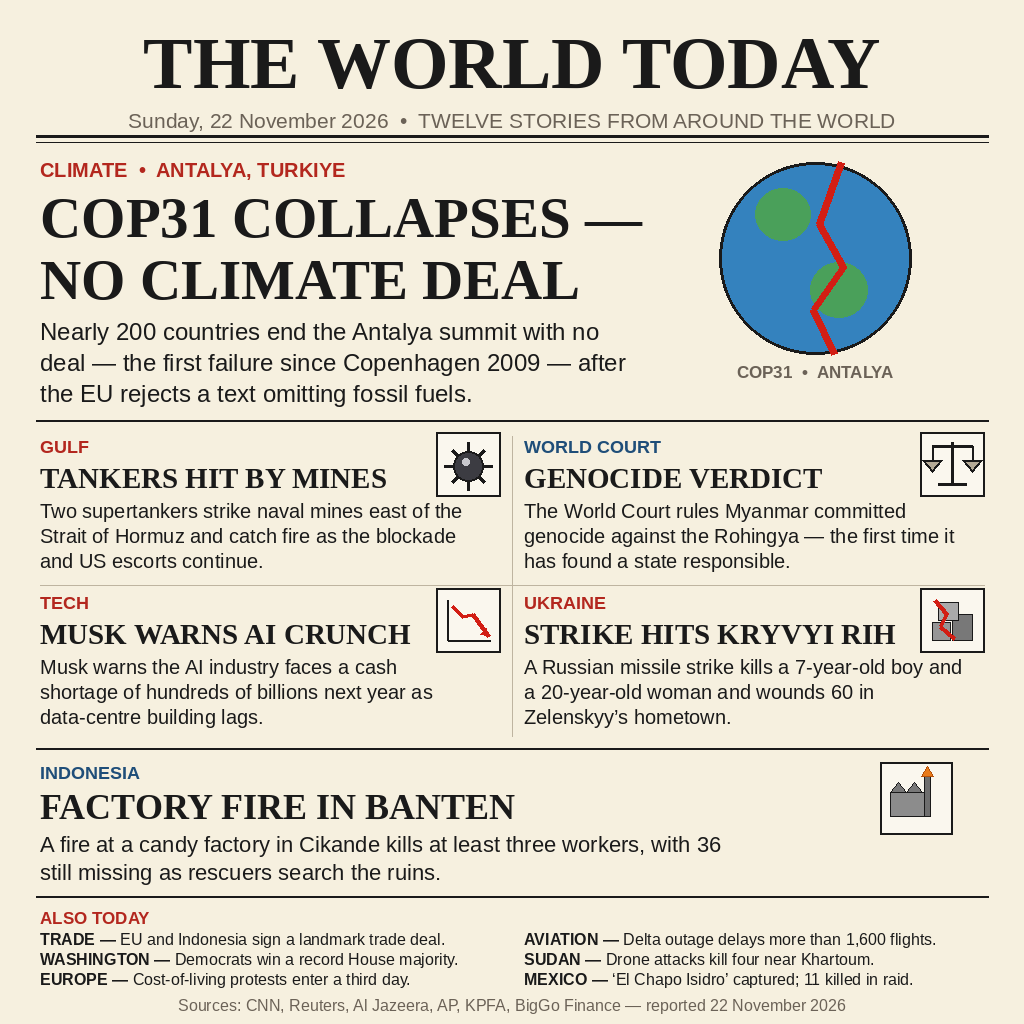 THE WORLD TODAY
Sunday, 22 November 2026 • TWELVE STORIES FROM AROUND THE WORLD
CLIMATE • ANTALYA, TURKIYE
COP31 COLLAPSES —
NO CLIMATE DEAL
Nearly 200 countries end the Antalya summit with no
deal — the first failure since Copenhagen 2009 — after
the EU rejects a text omitting fossil fuels.
COP31 • ANTALYA
GULF
TANKERS HIT BY MINES
Two supertankers strike naval mines east of the
Strait of Hormuz and catch fire as the blockade
and US escorts continue.
WORLD COURT
GENOCIDE VERDICT
The World Court rules Myanmar committed
genocide against the Rohingya — the first time it
has found a state responsible.
TECH
MUSK WARNS AI CRUNCH
Musk warns the AI industry faces a cash
shortage of hundreds of billions next year as
data-centre building lags.
UKRAINE
STRIKE HITS KRYVYI RIH
A Russian missile strike kills a 7-year-old boy and
a 20-year-old woman and wounds 60 in
Zelenskyy’s hometown.
INDONESIA
FACTORY FIRE IN BANTEN
A fire at a candy factory in Cikande kills at least three workers, with 36
still missing as rescuers search the ruins.
ALSO TODAY
TRADE — EU and Indonesia sign a landmark trade deal.
WASHINGTON — Democrats win a record House majority.
EUROPE — Cost-of-living protests enter a third day.
AVIATION — Delta outage delays more than 1,600 flights.
SUDAN — Drone attacks kill four near Khartoum.
MEXICO — ‘El Chapo Isidro’ captured; 11 killed in raid.
Sources: CNN, Reuters, Al Jazeera, AP, KPFA, BigGo Finance — reported 22 November 2026